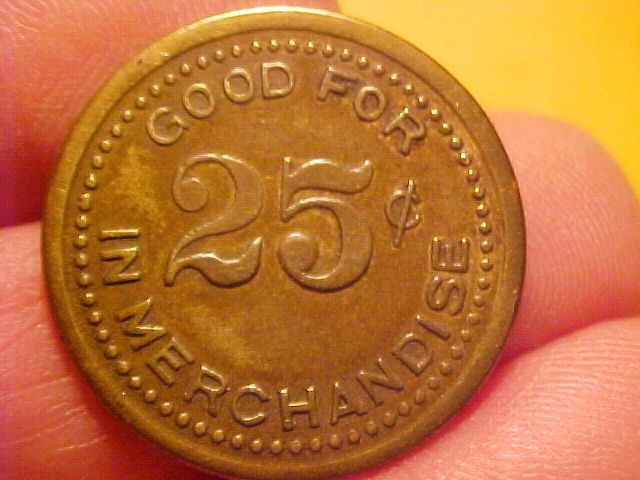 GOOD FOR
25¢
IN MERCHANDISE